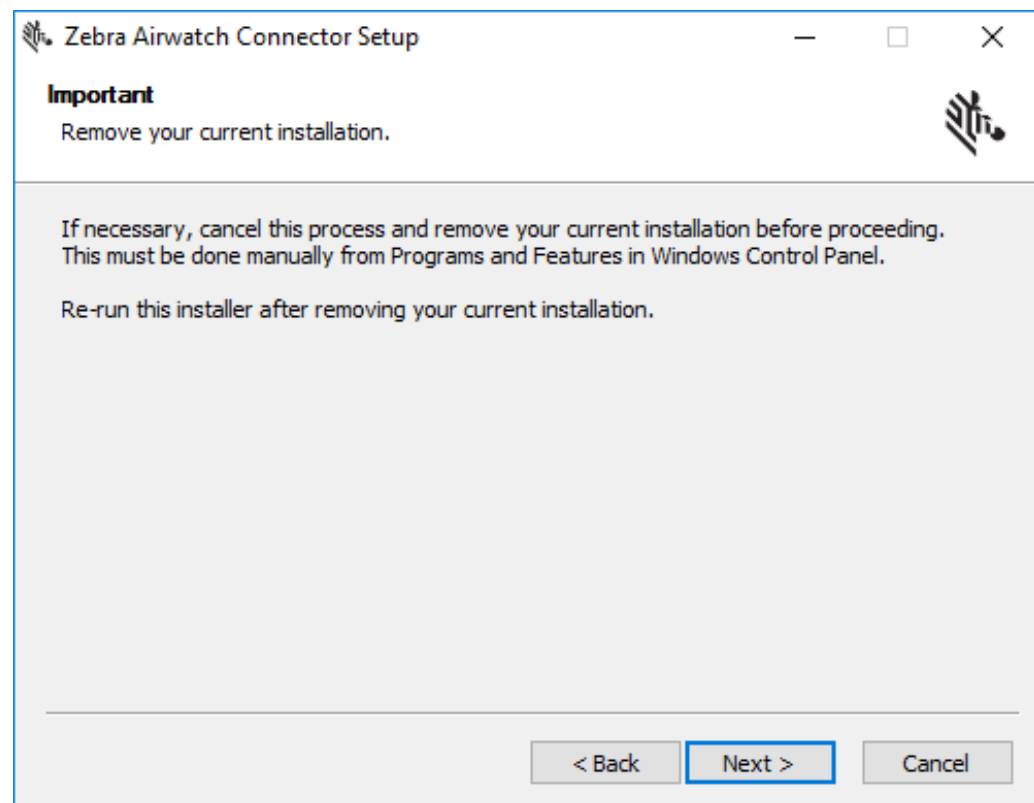 Zebra Airwatch Connector Setup
Important
Remove your current installation.
If necessary, cancel this process and remove your current installation before proceeding.
This must be done manually from Programs and Features in Windows Control Panel.
Re-run this installer after removing your current installation.
< Back
Next >
Cancel